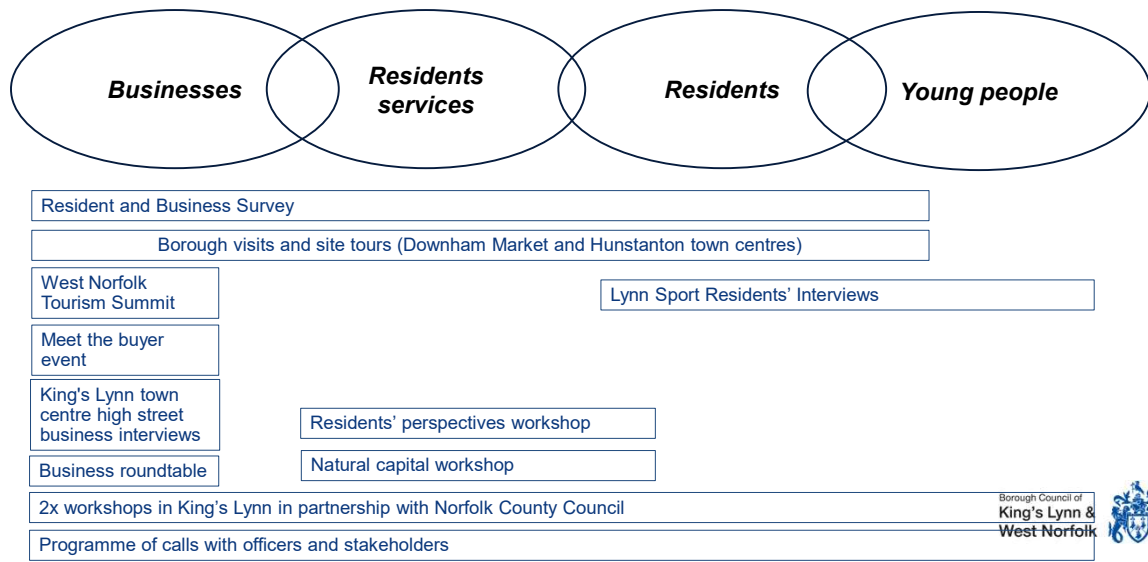 Businesses
Residents
services
Residents
Young people
Resident and Business Survey
Borough visits and site tours (Downham Market and Hunstanton town centres)
West Norfolk
Tourism Summit
Lynn Sport Residents' Interviews
Meet the buyer
event
King's Lynn town
centre high street
business interviews
Residents' perspectives workshop
Business roundtable
Natural capital workshop
2x workshops in King's Lynn in partnership with Norfolk County Council
Borough Council of
King's Lynn &
West Norfolk
Programme of calls with officers and stakeholders